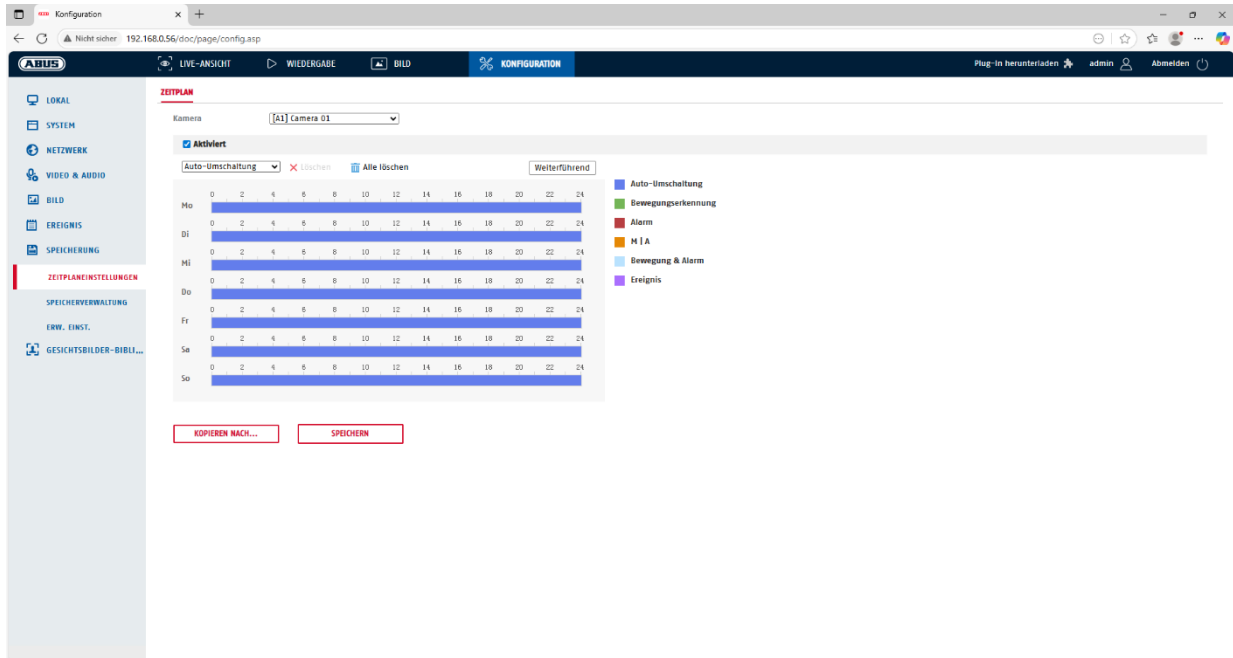 Konfiguration
Nicht sicher 192.168.0.56/doc/page/config.asp
ABUS LIVE-ANSICHT WIEDERGABE BILD KONFIGURATION Plug-In herunterladen admin Abmelden
LOKAL
SYSTEM
NETZWERK
VIDEO & AUDIO
BILD
EREIGNIS
SPEICHERUNG
ZEITPLANEINSTELLUNGEN
SPEICHERVERWALTUNG
ERW. EINST.
GESICHTSBILDER-BIBLI...
ZEITPLAN
Kamera [A1] Camera 01
Aktiviert
Auto-Umschaltung Löschen Alle löschen Weiterführend
0 2 4 6 8 10 12 14 16 18 20 22 24
Mo
0 2 4 6 8 10 12 14 16 18 20 22 24
Di
0 2 4 6 8 10 12 14 16 18 20 22 24
Mi
0 2 4 6 8 10 12 14 16 18 20 22 24
Do
0 2 4 6 8 10 12 14 16 18 20 22 24
Fr
0 2 4 6 8 10 12 14 16 18 20 22 24
Sa
0 2 4 6 8 10 12 14 16 18 20 22 24
So
Auto-Umschaltung
Bewegungserkennung
Alarm
M | A
Bewegung & Alarm
Ereignis
KOPIEREN NACH... SPEICHERN